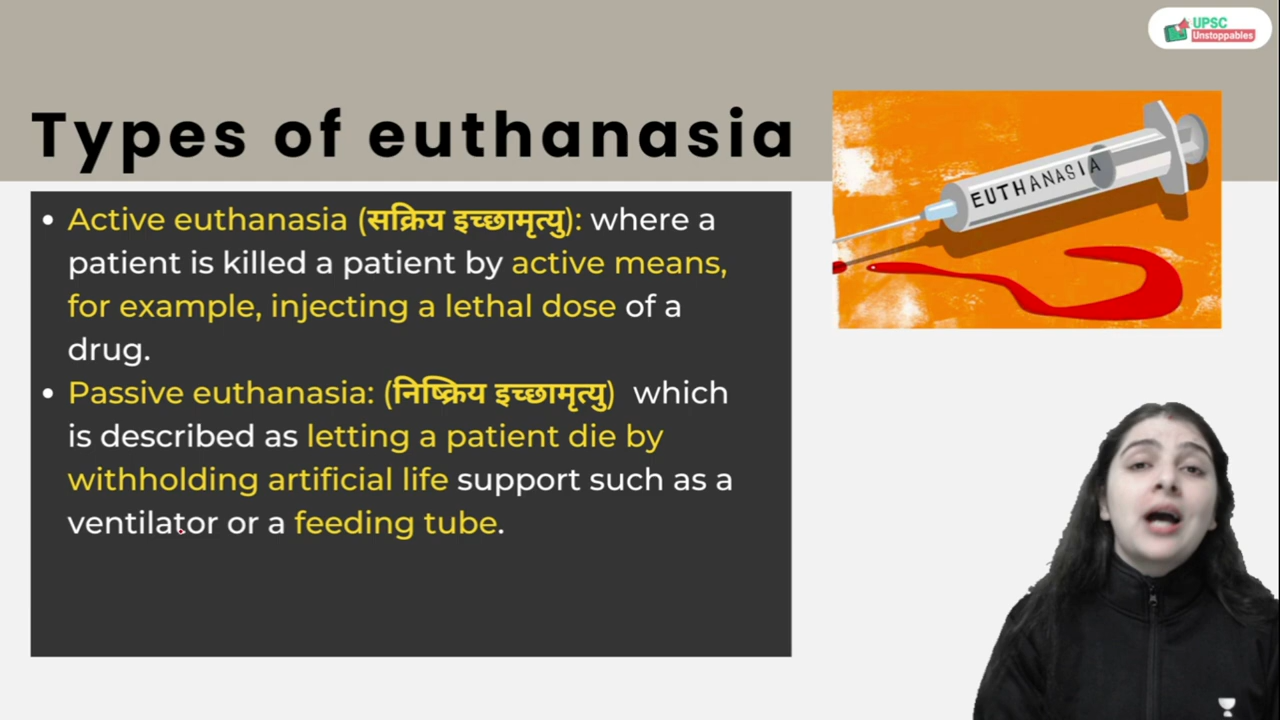 UPSC
Unstoppables
Types of euthanasia
EUTHANASIA
• Active euthanasia (सक्रिय इच्छामृत्यु): where a
patient is killed a patient by active means,
for example, injecting a lethal dose of a
drug.
• Passive euthanasia: (निष्क्रिय इच्छामृत्यु) which
is described as letting a patient die by
withholding artificial life support such as a
ventilator or a feeding tube.